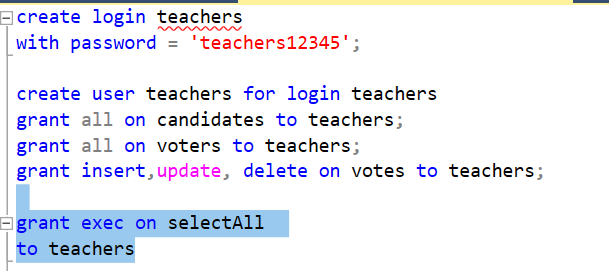 create login teachers
with password = 'teachers12345';
create user teachers for login teachers
grant all on candidates to teachers;
grant all on voters to teachers;
grant insert,update, delete on votes to teachers;
grant exec on selectAll
to teachers